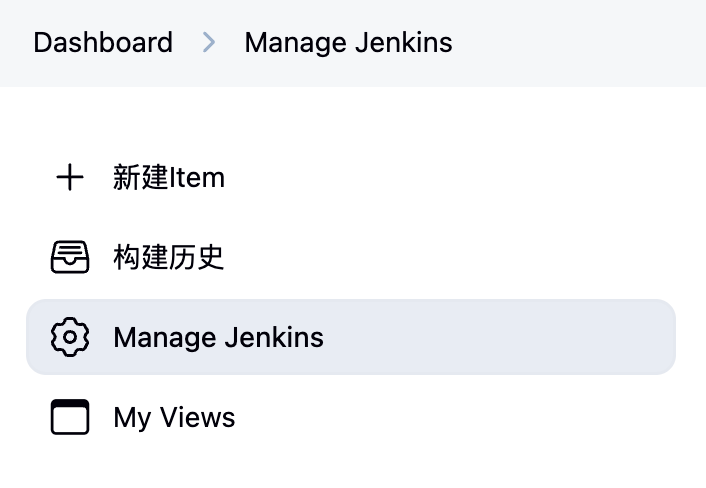 Dashboard > Manage Jenkins
新建Item
构建历史
Manage Jenkins
My Views